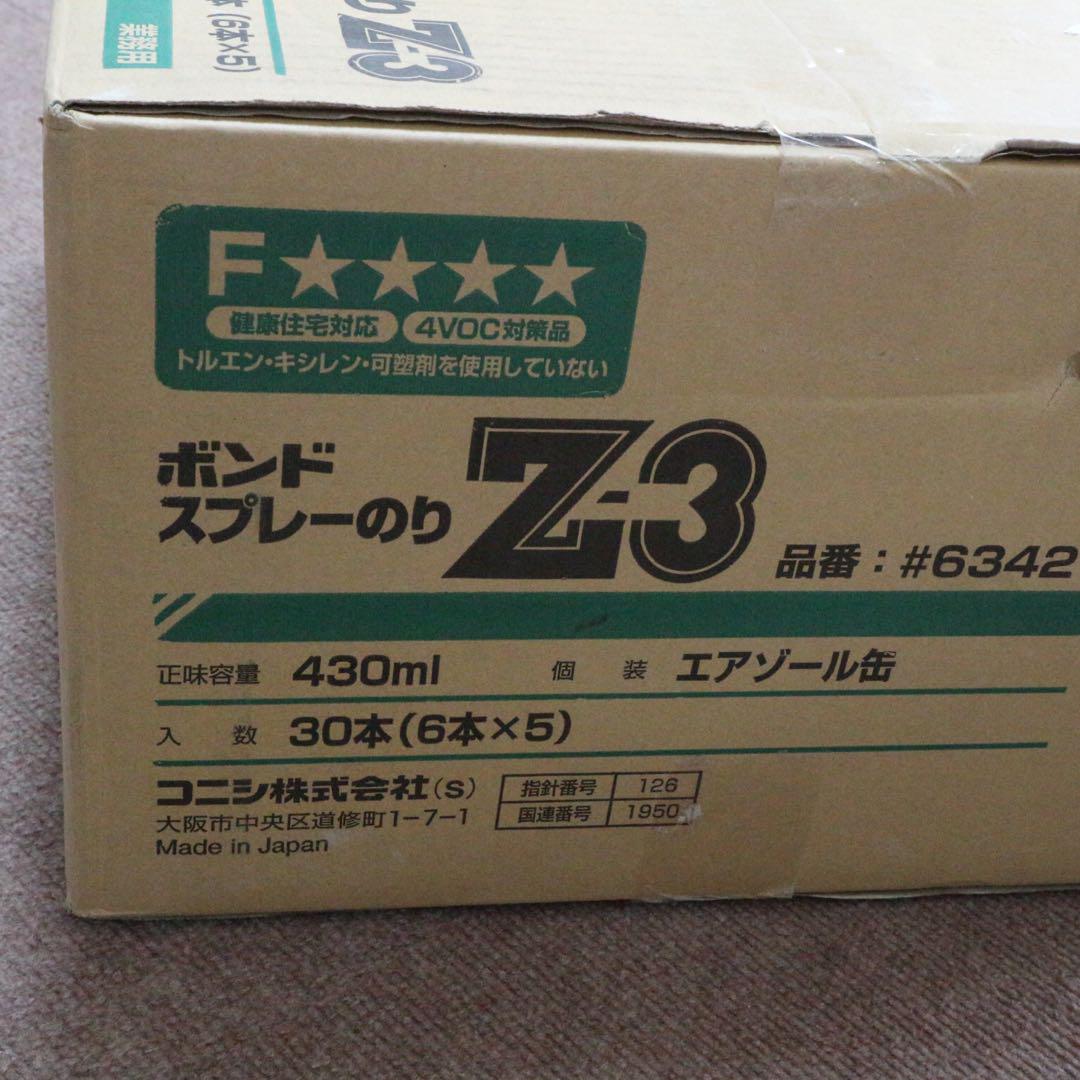 業務用
本(6本×5)
り Z-3
F★★★★
健康住宅対応 4VOC対策品
トルエン・キシレン・可塑剤を使用していない
ボンド
スプレーのり Z-3 品番：#6342
正味容量 430ml 個装 エアゾール缶
入数 30本(6本×5)
コニシ株式会社(S) 指針番号 126
大阪市中央区道修町1-7-1 国連番号 1950
Made in Japan